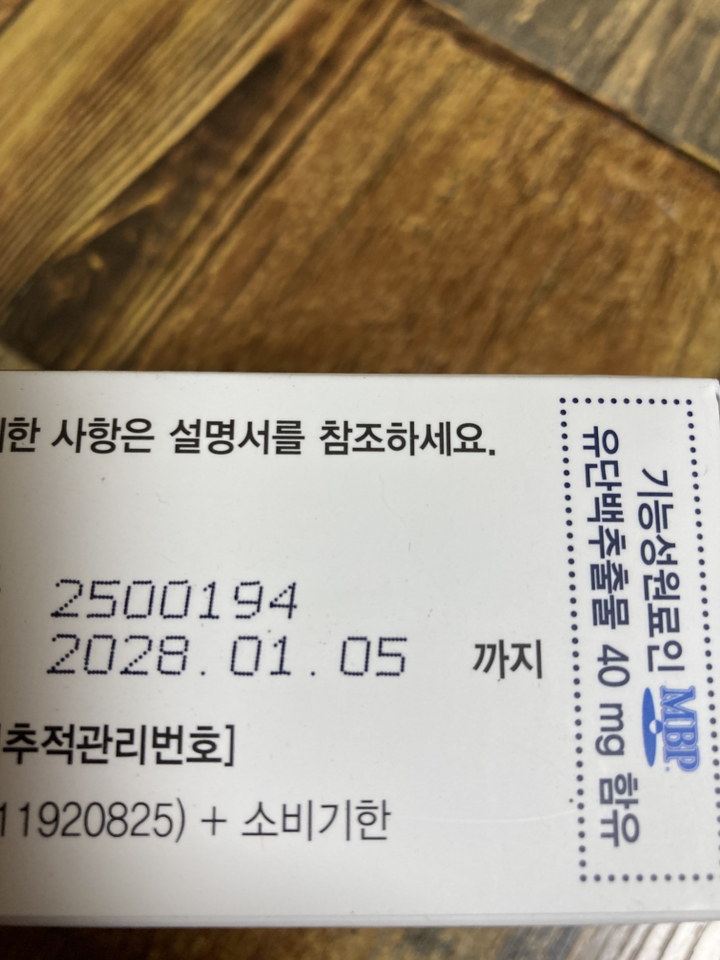 한 사항은 설명서를 참조하세요.
2500194
2028.01.05 까지
추적관리번호]
11920825) + 소비기한
기능성원료인 MBP
유단백추출물 40 mg 함유